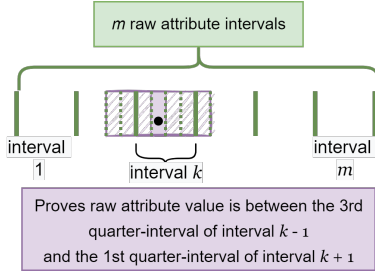 m raw attribute intervals
interval
1
interval k
interval
m
Proves raw attribute value is between the 3rd
quarter-interval of interval k - 1
and the 1st quarter-interval of interval k + 1